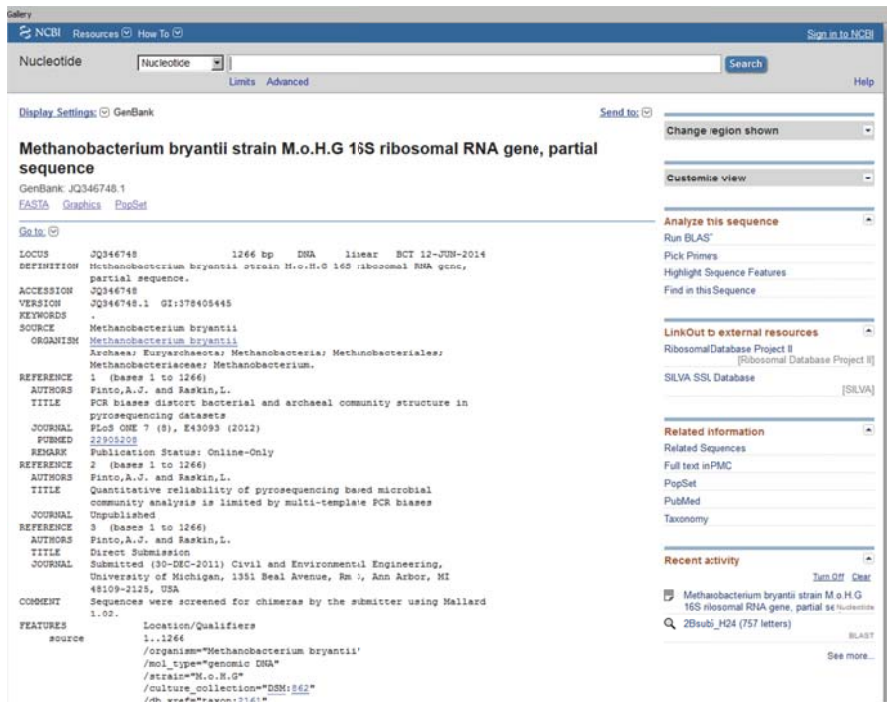 Gallery
NCBI Resources How To Sign in to NCBI
Nucleotide Nucleotide Search
Limits Advanced Help
Display Settings: GenBank Send to:
Methanobacterium bryantii strain M.o.H.G 16S ribosomal RNA gene, partial
sequence
GenBank: JQ346748.1
FASTA Graphics PopSet
Go to:
LOCUS JQ346748 1266 bp DNA linear BCT 12-JUN-2014
DEFINITION Methanobacterium bryantii strain M.o.H.G 16S ribosomal RNA gene,
partial sequence.
ACCESSION JQ346748
VERSION JQ346748.1 GI:378405445
KEYWORDS .
SOURCE Methanobacterium bryantii
ORGANISM Methanobacterium bryantii
Archaea; Euryarchaeota; Methanobacteria; Methanobacteriales;
Methanobacteriaceae; Methanobacterium.
REFERENCE 1 (bases 1 to 1266)
AUTHORS Pinto,A.J. and Raskin,L.
TITLE PCR biases distort bacterial and archaeal community structure in
pyrosequencing datasets
JOURNAL PLoS ONE 7 (8), E43093 (2012)
PUBMED 22905208
REMARK Publication Status: Online-Only
REFERENCE 2 (bases 1 to 1266)
AUTHORS Pinto,A.J. and Raskin,L.
TITLE Quantitative reliability of pyrosequencing based microbial
community analysis is limited by multi-template PCR biases
JOURNAL Unpublished
REFERENCE 3 (bases 1 to 1266)
AUTHORS Pinto,A.J. and Raskin,L.
TITLE Direct Submission
JOURNAL Submitted (30-DEC-2011) Civil and Environmental Engineering,
University of Michigan, 1351 Beal Avenue, Rm ), Ann Arbor, MI
48109-2125, USA
COMMENT Sequences were screened for chimeras by the submitter using Mallard
1.02.
FEATURES Location/Qualifiers
source 1..1266
/organism="Methanobacterium bryantii"
/mol_type="genomic DNA"
/strain="M.o.H.G"
/culture_collection="DSM:862"
/db_xref="taxon:2161"
Change region shown
Customize view
Analyze this sequence
Run BLAST
Pick Primers
Highlight Sequence Features
Find in this Sequence
LinkOut to external resources
Ribosomal Database Project II
[Ribosomal Database Project II]
SILVA SSU Database
[SILVA]
Related information
Related Sequences
Full text in PMC
PopSet
PubMed
Taxonomy
Recent activity
Turn Off Clear
Methanobacterium bryantii strain M.o.H.G
16S ribosomal RNA gene, partial se Nucleotide
2Bsubi_H24 (757 letters)
BLAST
See more...